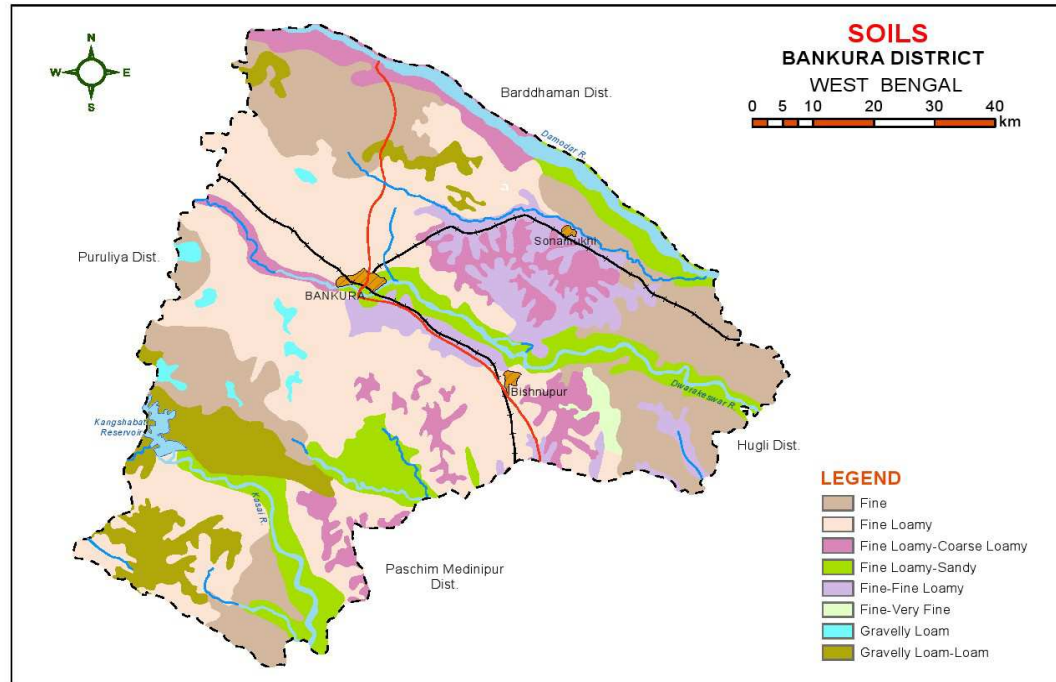 SOILS
BANKURA DISTRICT
WEST BENGAL
0 5 10 20 30 40
km
N
W E
S
Barddhaman Dist.
Damodar R.
Sonamukhi
Puruliya Dist.
BANKURA
Bishnupur
Dwarakeswar R.
Kangshabati
Reservoir
Hugli Dist.
Kasai R.
Paschim Medinipur
Dist.
LEGEND
Fine
Fine Loamy
Fine Loamy-Coarse Loamy
Fine Loamy-Sandy
Fine-Fine Loamy
Fine-Very Fine
Gravelly Loam
Gravelly Loam-Loam